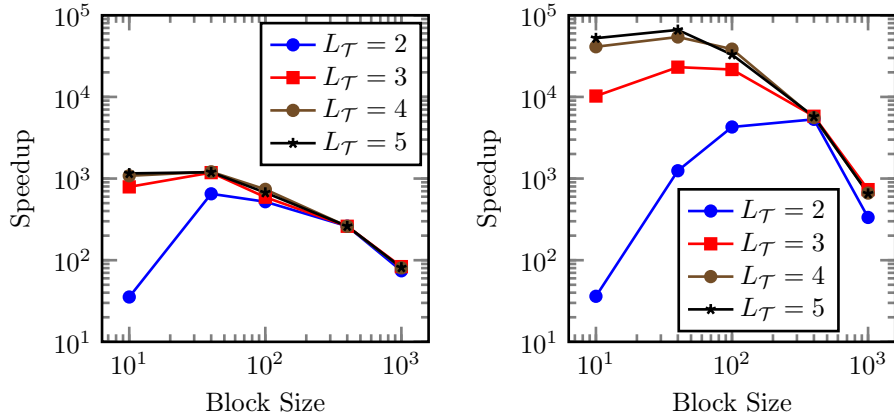 10^5
10^4
10^3
10^2
10^1
Speedup
L_𝒯 = 2
L_𝒯 = 3
L_𝒯 = 4
L_𝒯 = 5
10^1 10^2 10^3
Block Size
10^5
10^4
10^3
10^2
10^1
Speedup
L_𝒯 = 2
L_𝒯 = 3
L_𝒯 = 4
L_𝒯 = 5
10^1 10^2 10^3
Block Size